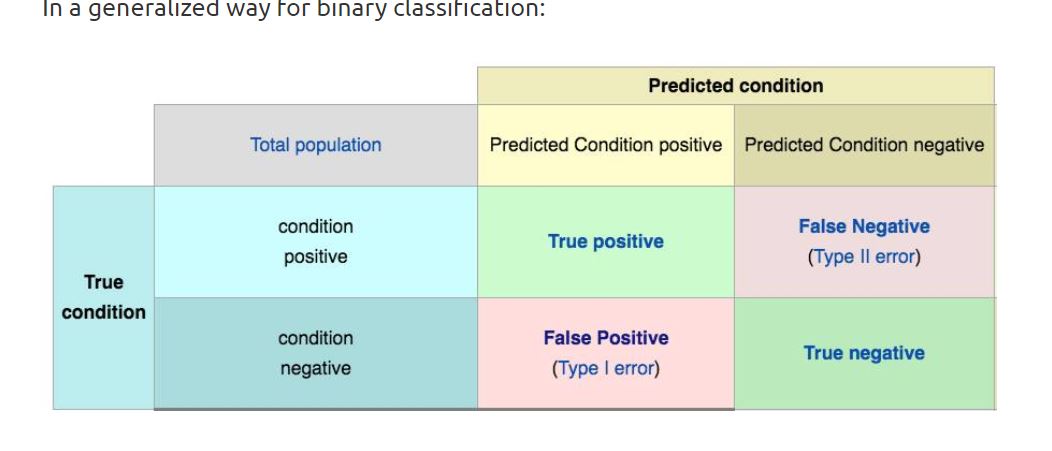 In a generalized way for binary classification:
Predicted condition
Total population
Predicted Condition positive
Predicted Condition negative
True
condition
condition
positive
True positive
False Negative
(Type II error)
condition
negative
False Positive
(Type I error)
True negative